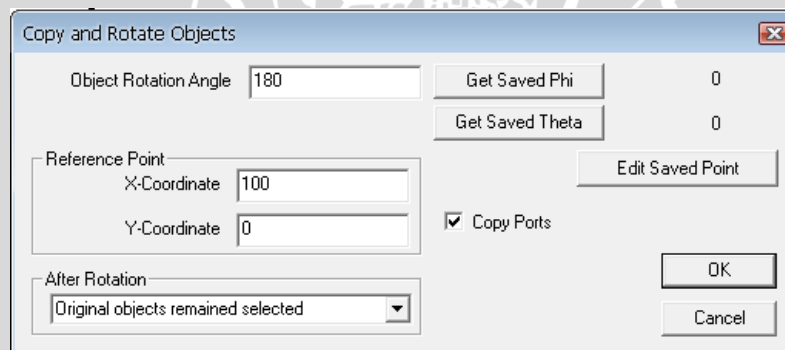 Copy and Rotate Objects
Object Rotation Angle 180 Get Saved Phi 0
Get Saved Theta 0
Reference Point
Edit Saved Point
X-Coordinate 100
Y-Coordinate 0
Copy Ports
After Rotation
OK
Original objects remained selected
Cancel